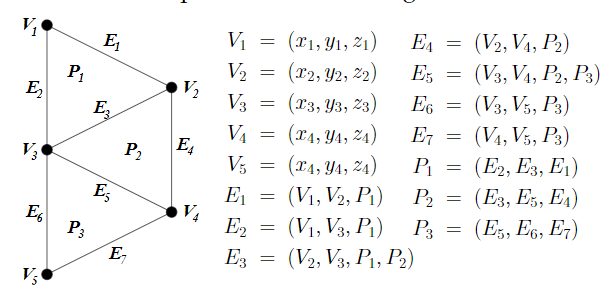 V₁
E₁
P₁
E₂
V₂
E₃
V₃
P₂
E₄
E₅
E₆
V₄
P₃
E₇
V₅
V₁ = (x₁, y₁, z₁)
V₂ = (x₂, y₂, z₂)
V₃ = (x₃, y₃, z₃)
V₄ = (x₄, y₄, z₄)
V₅ = (x₄, y₄, z₄)
E₁ = (V₁, V₂, P₁)
E₂ = (V₁, V₃, P₁)
E₃ = (V₂, V₃, P₁, P₂)
E₄ = (V₂, V₄, P₂)
E₅ = (V₃, V₄, P₂, P₃)
E₆ = (V₃, V₅, P₃)
E₇ = (V₄, V₅, P₃)
P₁ = (E₂, E₃, E₁)
P₂ = (E₃, E₅, E₄)
P₃ = (E₅, E₆, E₇)